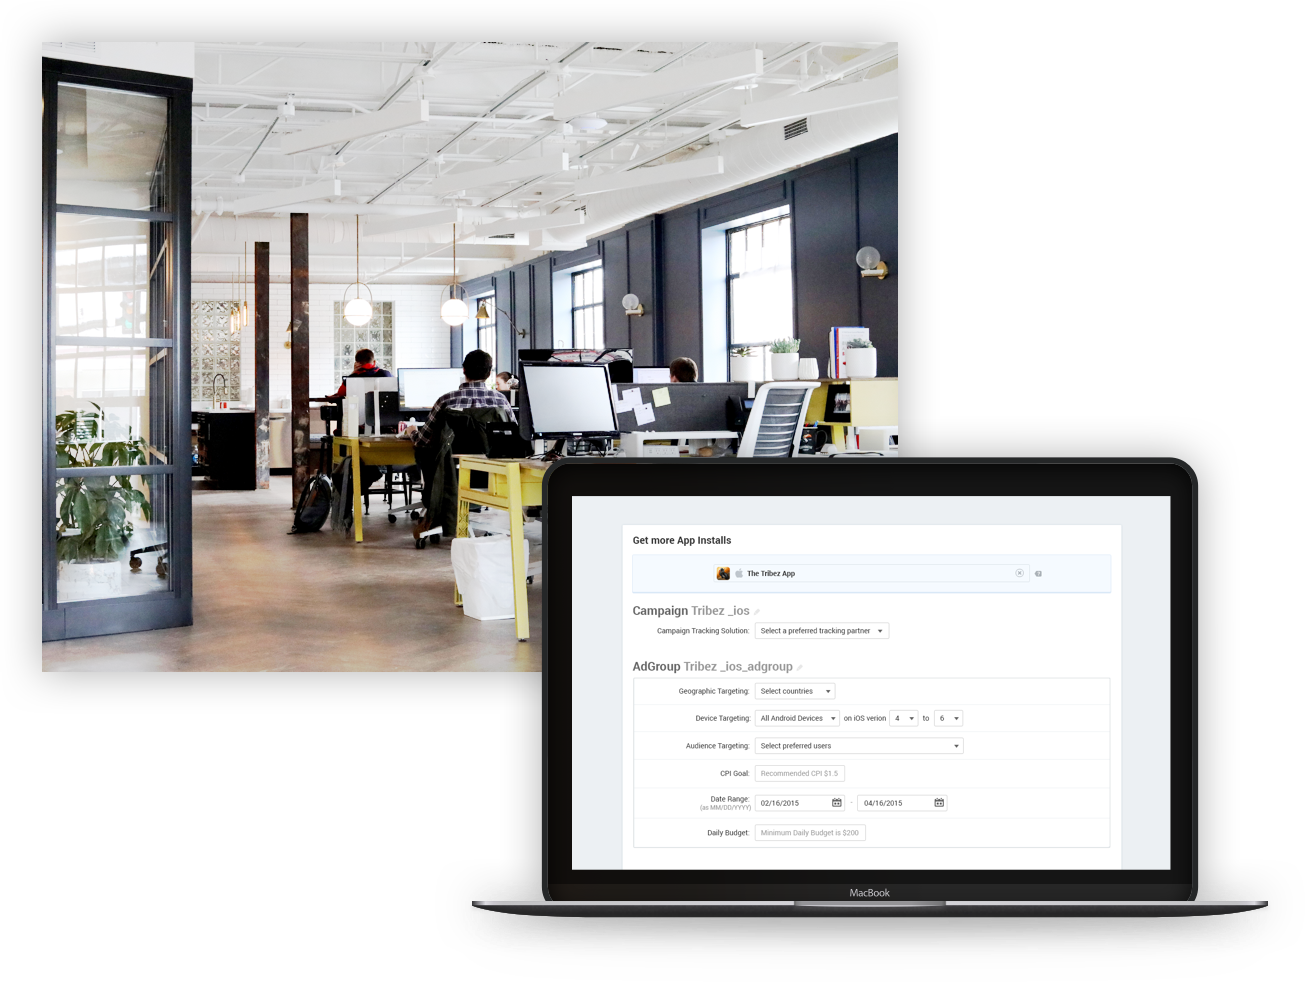 Get more App Installs
The Tribez App
Campaign Tribez _ios
Campaign Tracking Solution: Select a preferred tracking partner
AdGroup Tribez _ios_adgroup
Geographic Targeting: Select countries
Device Targeting: All Android Devices on iOS verion 4 to 6
Audience Targeting: Select preferred users
CPI Goal: Recommended CPI $1.5
Date Range: 02/16/2015 - 04/16/2015
(as MM/DD/YYYY)
Daily Budget: Minimum Daily Budget is $200
MacBook